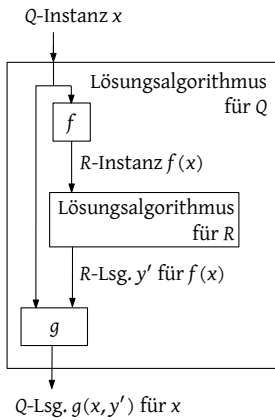 Q-Instanz x
Lösungsalgorithmus
für Q
f
R-Instanz f(x)
Lösungsalgorithmus
für R
R-Lsg. y′ für f(x)
g
Q-Lsg. g(x, y′) für x